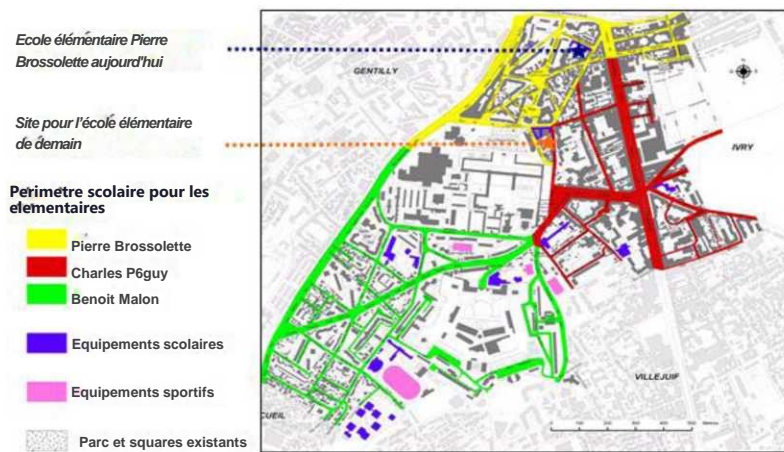 Ecole élémentaire Pierre
Brossolette aujourd'hui
Site pour l'école élémentaire
de demain
Perimetre scolaire pour les
elementaires
Pierre Brossolette
Charles P6guy
Benoit Malon
Equipements scolaires
Equipements sportifs
Parc et squares existants
GENTILLY
IVRY
VILLEJUIF
CUEIL